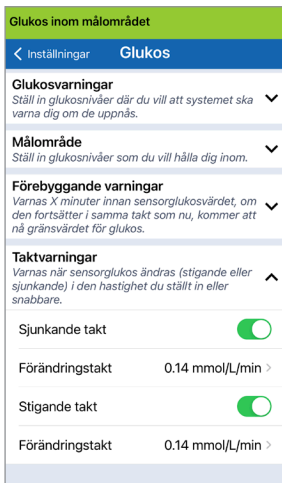 Glukos inom målområdet
Inställningar Glukos
Glukosvarningar
Ställ in glukosnivåer där du vill att systemet ska
varna dig om de uppnås.
Målområde
Ställ in glukosnivåer som du vill hålla dig inom.
Förebyggande varningar
Varnas X minuter innan sensorglukosvärdet, om
den fortsätter i samma takt som nu, kommer att
nå gränsvärdet för glukos.
Taktvarningar
Varnas när sensorglukos ändras (stigande eller
sjunkande) i den hastighet du ställt in eller
snabbare.
Sjunkande takt
Förändringstakt 0.14 mmol/L/min
Stigande takt
Förändringstakt 0.14 mmol/L/min